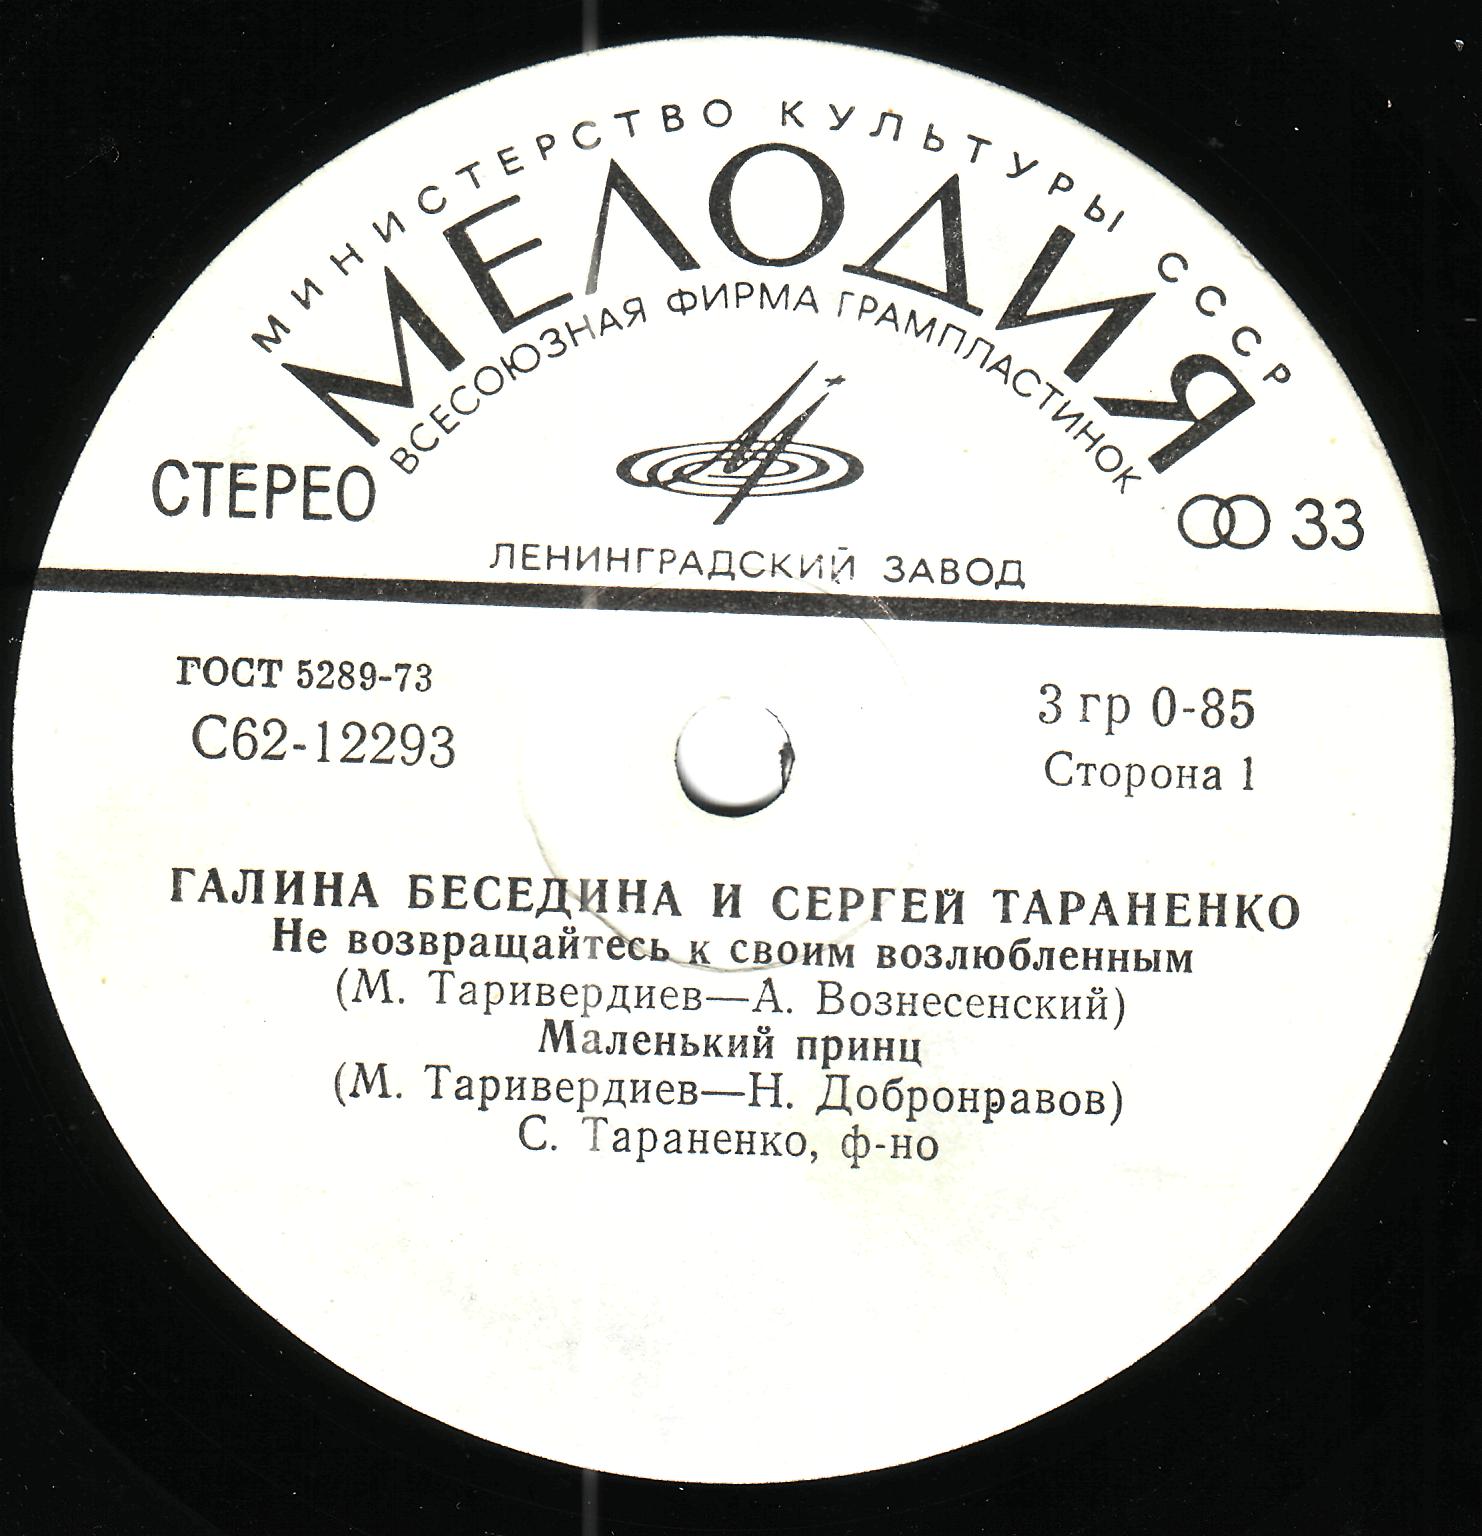 МИНИСТЕРСТВО КУЛЬТУРЫ СССР
МЕЛОДИЯ
ВСЕСОЮЗНАЯ ФИРМА ГРАМПЛАСТИНОК
СТЕРЕО
33
ЛЕНИНГРАДСКИЙ ЗАВОД
ГОСТ 5289-73
С62-12293
3 гр 0-85
Сторона 1
ГАЛИНА БЕСЕДИНА И СЕРГЕЙ ТАРАНЕНКО
Не возвращайтесь к своим возлюбленным
(М. Таривердиев—А. Вознесенский)
Маленький принц
(М. Таривердиев—Н. Добронравов)
С. Тараненко, ф-но